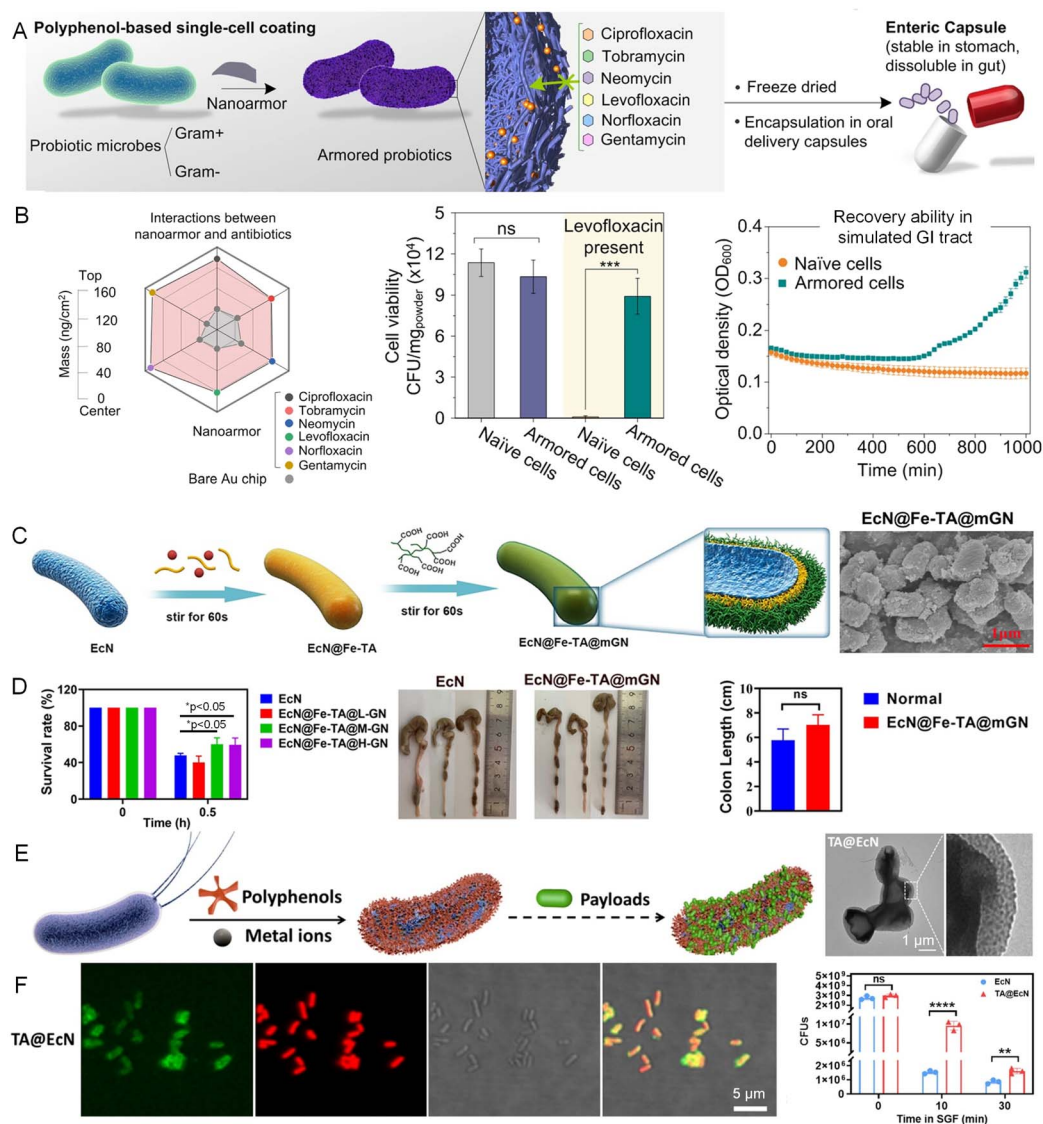 A
Polyphenol-based single-cell coating
Nanoarmor
Probiotic microbes
Gram+
Gram-
Armored probiotics
Ciprofloxacin
Tobramycin
Neomycin
Levofloxacin
Norfloxacin
Gentamycin
• Freeze dried
• Encapsulation in oral
delivery capsules
Enteric Capsule
(stable in stomach,
dissoluble in gut)
B
Interactions between
nanoarmor and antibiotics
Top
160
120
80
40
0
Center
Mass (ng/cm²)
Nanoarmor
Ciprofloxacin
Tobramycin
Neomycin
Levofloxacin
Norfloxacin
Gentamycin
Bare Au chip
Cell viability
CFU/mgpowder (x10⁴)
15
12
9
6
3
0
ns
Levofloxacin
present
***
Naïve cells
Armored cells
Naïve cells
Armored cells
Recovery ability in
simulated GI tract
Naïve cells
Armored cells
Optical density (OD₆₀₀)
0.4
0.3
0.2
0.1
0.0
0 200 400 600 800 1000
Time (min)
C
EcN
stir for 60s
EcN@Fe-TA
COOH
COOH
COOH
COOH
COOH
COOH
COOH
stir for 60s
EcN@Fe-TA@mGN
EcN@Fe-TA@mGN
1μm
D
Survival rate (%)
120
80
40
0
*p<0.05
*p<0.05
0 0.5
Time (h)
EcN
EcN@Fe-TA@L-GN
EcN@Fe-TA@M-GN
EcN@Fe-TA@H-GN
EcN
EcN@Fe-TA@mGN
Colon Length (cm)
10
8
6
4
2
0
ns
Normal
EcN@Fe-TA@mGN
E
Polyphenols
Metal ions
Payloads
TA@EcN
1 μm
F
TA@EcN
5 μm
CFUs
5×10⁹
4×10⁹
3×10⁹
2×10⁹
1×10⁷
5×10⁶
2×10⁶
1×10⁶
0
ns
****
**
EcN
TA@EcN
0 10 30
Time in SGF (min)